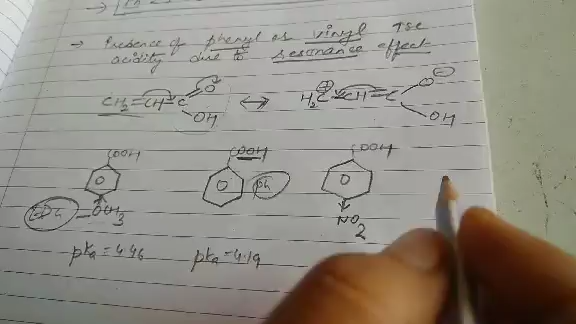 → Presence of phenyl or vinyl ↑se
acidity due to resonance effect
CH2=CH-C O OH ↔ H2C⊕-CH=C O⊖ OH
COOH COOH COOH
OCH3 ph NO2
pKa = 4.46 pKa = 4.19